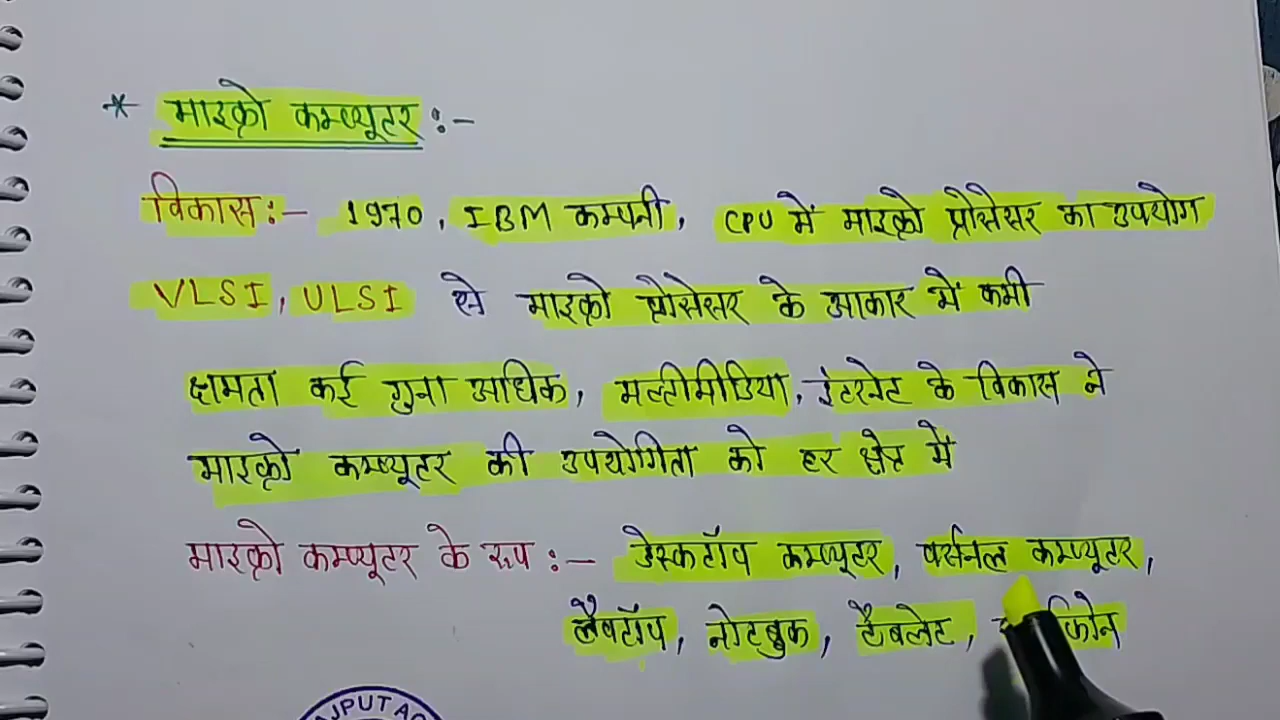 * माइक्रो कम्प्यूटर :-
विकास :- 1970, IBM कम्पनी, CPU में माइक्रो प्रोसेसर का उपयोग
VLSI, ULSI से माइक्रो प्रोसेसर के आकार में कमी
क्षमता कई गुना अधिक, मल्टीमीडिया, इंटरनेट के विकास ने
माइक्रो कम्प्यूटर की उपयोगिता को हर क्षेत्र में
माइक्रो कम्प्यूटर के रूप :- डेस्कटॉप कम्प्यूटर, पर्सनल कम्प्यूटर,
लैपटॉप, नोटबुक, टैबलेट,